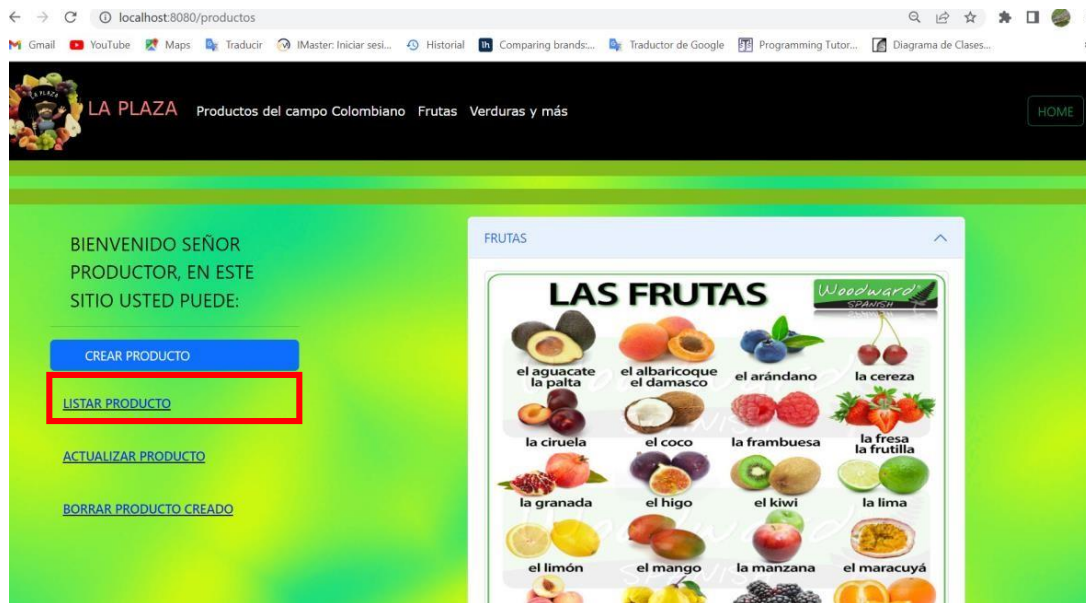 localhost:8080/productos
Gmail YouTube Maps Traducir IMaster: Iniciar sesi... Historial Comparing brands:... Traductor de Google Programming Tutor... Diagrama de Clases...
LA PLAZA
LA PLAZA Productos del campo Colombiano Frutas Verduras y más HOME
BIENVENIDO SEÑOR
PRODUCTOR, EN ESTE
SITIO USTED PUEDE:
CREAR PRODUCTO
LISTAR PRODUCTO
ACTUALIZAR PRODUCTO
BORRAR PRODUCTO CREADO
FRUTAS
LAS FRUTAS
Woodward®
SPANISH
el aguacate
la palta
el albaricoque
el damasco
el arándano
la cereza
la ciruela
el coco
la frambuesa
la fresa
la frutilla
la granada
el higo
el kiwi
la lima
el limón
el mango
la manzana
el maracuyá